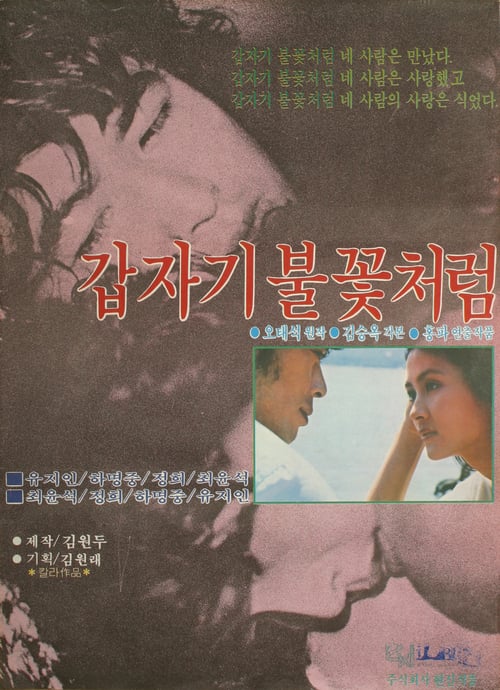 갑자기 불꽃처럼 네 사람은 만났다.
갑자기 불꽃처럼 네 사람은 사랑했고
갑자기 불꽃처럼 네 사람의 사랑은 식었다
갑자기불꽃처럼
●오태석 원작 ●김승옥 각본 ●홍파 연출작품
■유지인/하명중/정희/최윤석
■최윤석/정희/하명중/유지인
●제작/김원두
●기획/김원래
*칼라作品*
주식회사